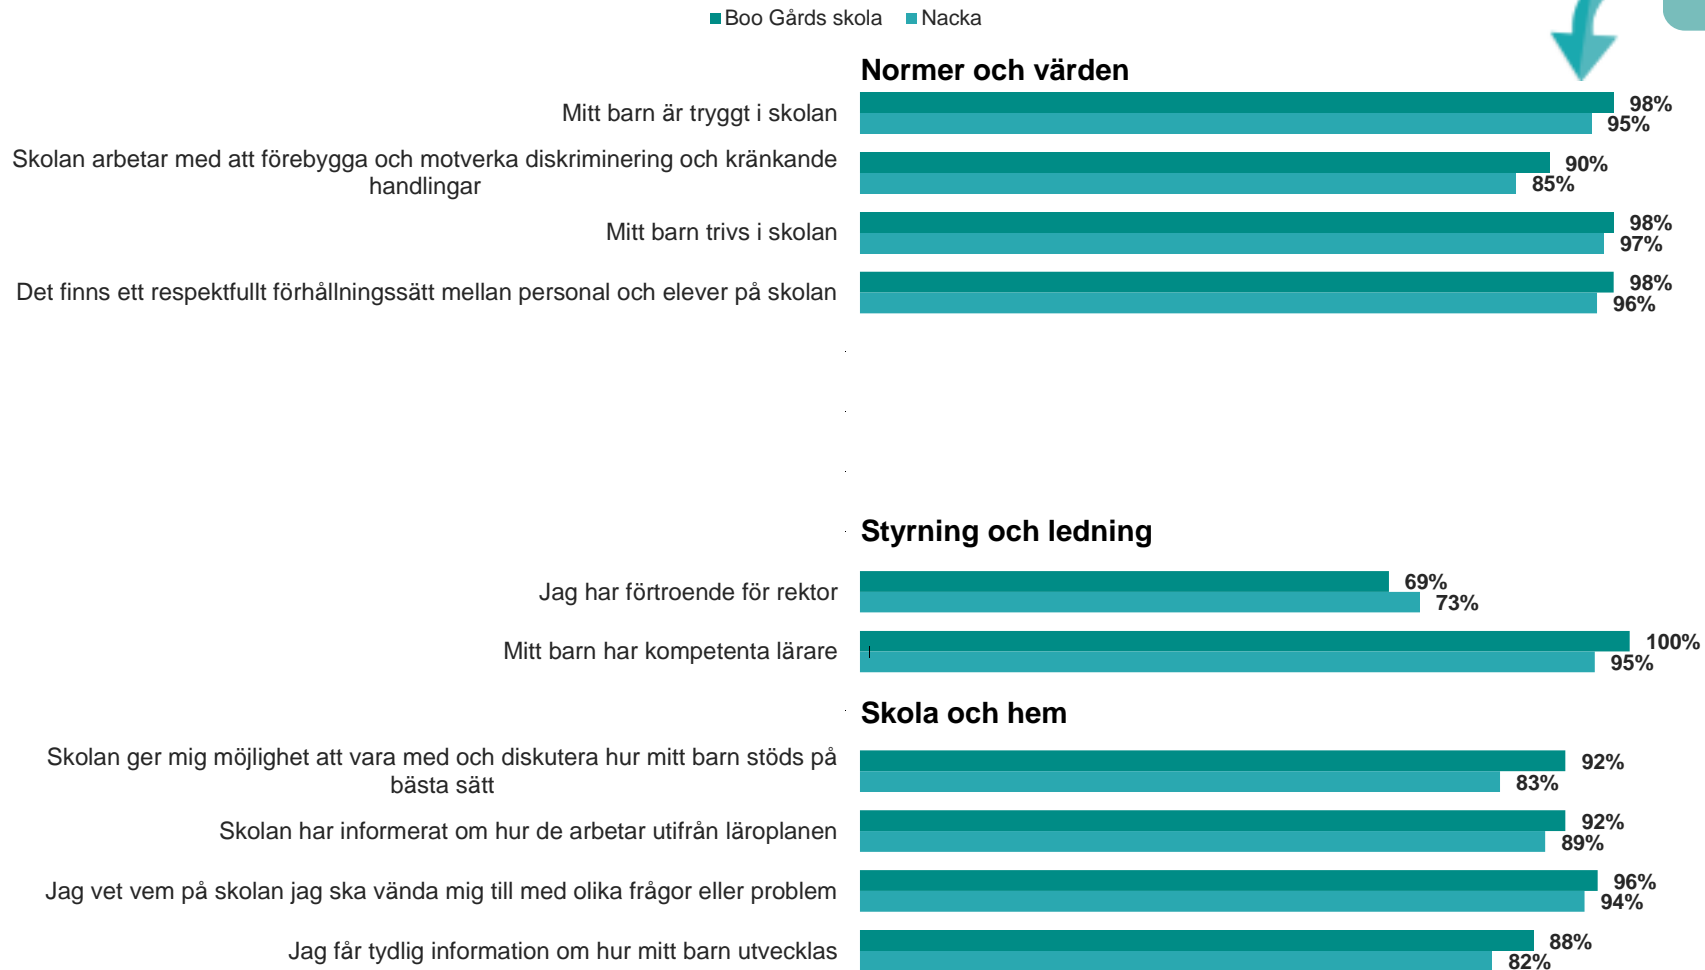 Boo Gårds skola Nacka
Normer och värden
Mitt barn är tryggt i skolan
98%
95%
Skolan arbetar med att förebygga och motverka diskriminering och kränkande
handlingar
90%
85%
Mitt barn trivs i skolan
98%
97%
Det finns ett respektfullt förhållningssätt mellan personal och elever på skolan
98%
96%
Styrning och ledning
Jag har förtroende för rektor
69%
73%
Mitt barn har kompetenta lärare
100%
95%
Skola och hem
Skolan ger mig möjlighet att vara med och diskutera hur mitt barn stöds på
bästa sätt
92%
83%
Skolan har informerat om hur de arbetar utifrån läroplanen
92%
89%
Jag vet vem på skolan jag ska vända mig till med olika frågor eller problem
96%
94%
Jag får tydlig information om hur mitt barn utvecklas
88%
82%